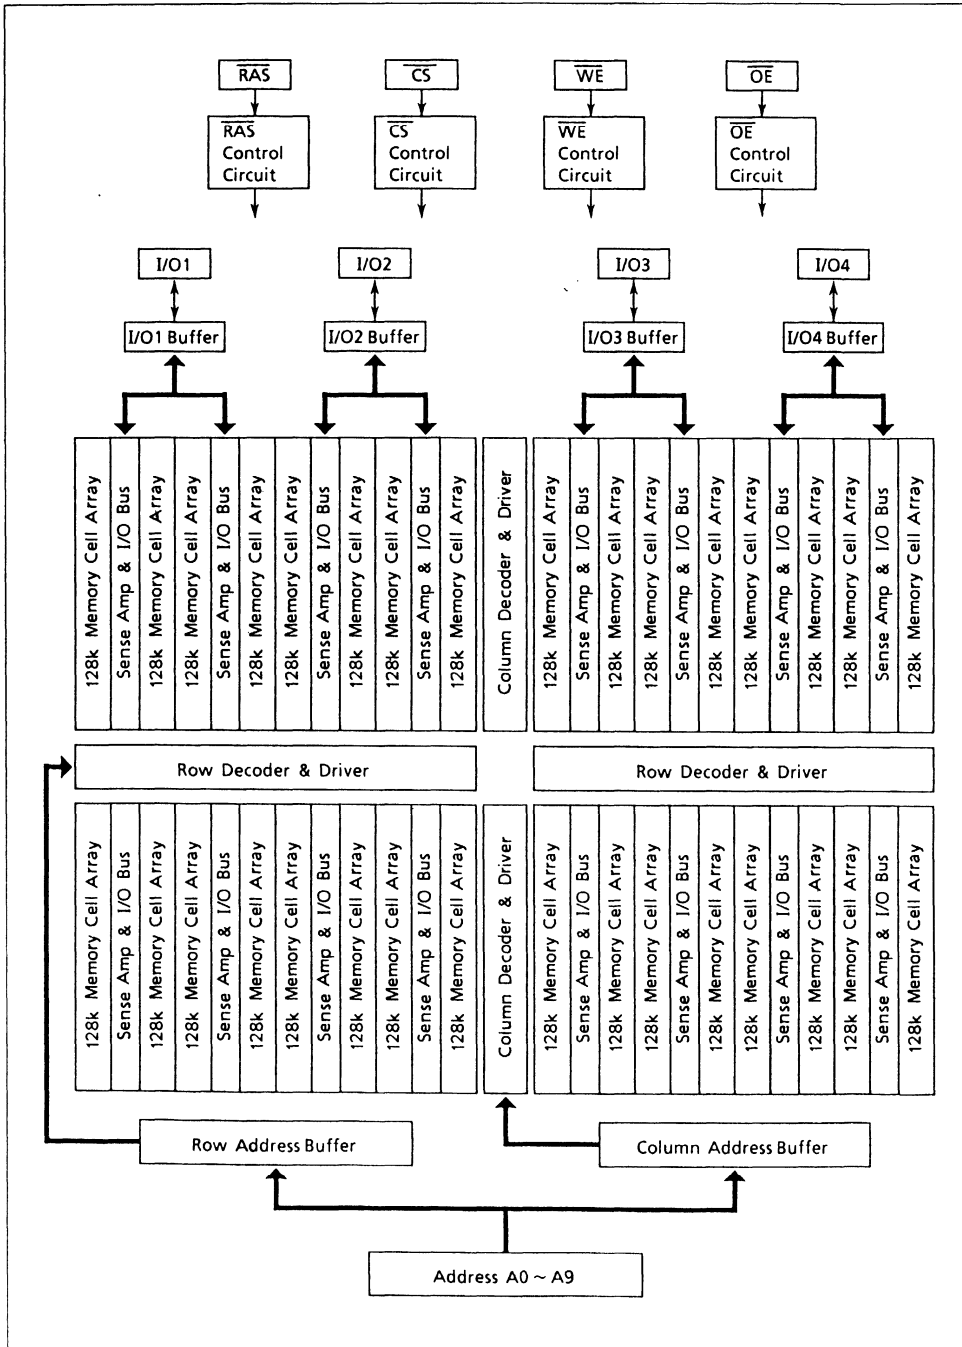 R̅A̅S̅ C̅S̅ W̅E̅ O̅E̅
R̅A̅S̅ Control Circuit
C̅S̅ Control Circuit
W̅E̅ Control Circuit
O̅E̅ Control Circuit
I/O1 I/O2 I/O3 I/O4
I/O1 Buffer I/O2 Buffer I/O3 Buffer I/O4 Buffer
128k Memory Cell Array
Sense Amp & I/O Bus
128k Memory Cell Array
128k Memory Cell Array
Sense Amp & I/O Bus
128k Memory Cell Array
128k Memory Cell Array
Sense Amp & I/O Bus
128k Memory Cell Array
128k Memory Cell Array
Sense Amp & I/O Bus
128k Memory Cell Array
Column Decoder & Driver
128k Memory Cell Array
Sense Amp & I/O Bus
128k Memory Cell Array
128k Memory Cell Array
Sense Amp & I/O Bus
128k Memory Cell Array
128k Memory Cell Array
Sense Amp & I/O Bus
128k Memory Cell Array
128k Memory Cell Array
Sense Amp & I/O Bus
128k Memory Cell Array
Row Decoder & Driver Row Decoder & Driver
128k Memory Cell Array
Sense Amp & I/O Bus
128k Memory Cell Array
128k Memory Cell Array
Sense Amp & I/O Bus
128k Memory Cell Array
128k Memory Cell Array
Sense Amp & I/O Bus
128k Memory Cell Array
128k Memory Cell Array
Sense Amp & I/O Bus
128k Memory Cell Array
Column Decoder & Driver
128k Memory Cell Array
Sense Amp & I/O Bus
128k Memory Cell Array
128k Memory Cell Array
Sense Amp & I/O Bus
128k Memory Cell Array
128k Memory Cell Array
Sense Amp & I/O Bus
128k Memory Cell Array
128k Memory Cell Array
Sense Amp & I/O Bus
128k Memory Cell Array
Row Address Buffer Column Address Buffer
Address A0 ~ A9